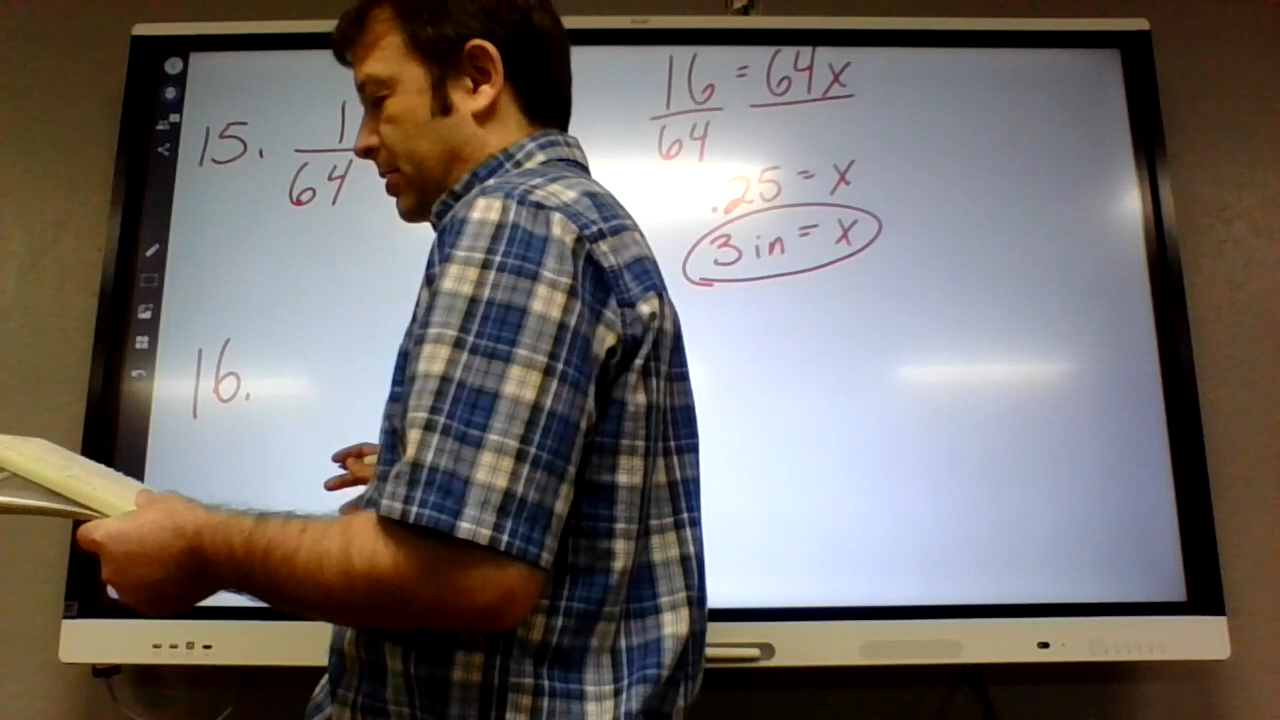 15. 1/64
16 = 64x
64
.25 = x
3 in = x
16.